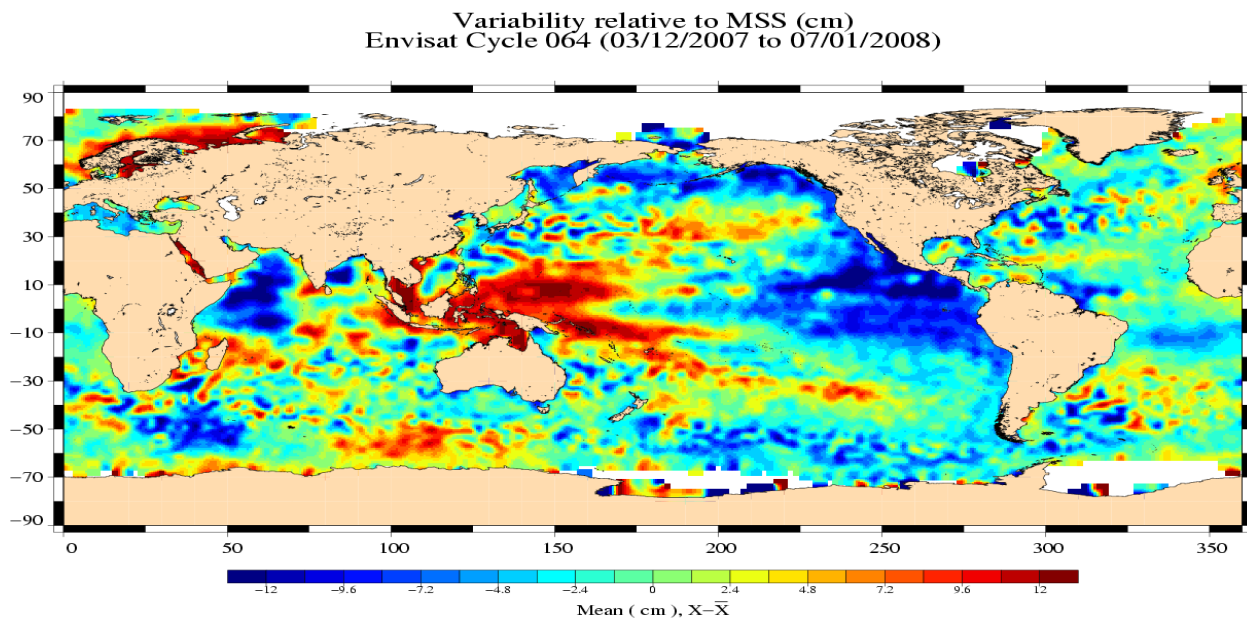 Variability relative to MSS (cm)
Envisat Cycle 064 (03/12/2007 to 07/01/2008)
90
70
50
30
10
−10
−30
−50
−70
−90
0 50 100 150 200 250 300 350
−12 −9.6 −7.2 −4.8 −2.4 0 2.4 4.8 7.2 9.6 12
Mean ( cm ), X−X̅